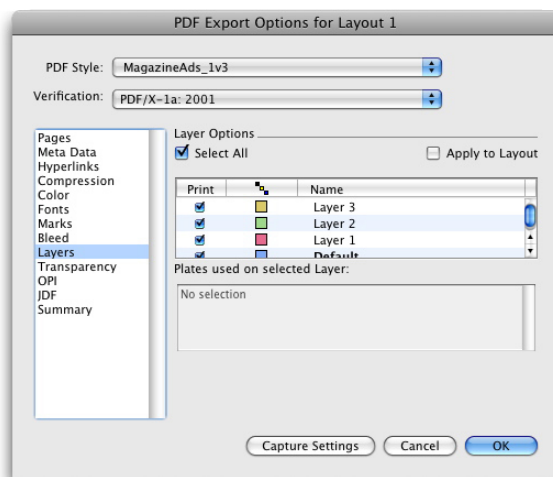 PDF Export Options for Layout 1
PDF Style: MagazineAds_1v3
Verification: PDF/X-1a: 2001
Pages
Meta Data
Hyperlinks
Compression
Color
Fonts
Marks
Bleed
Layers
Transparency
OPI
JDF
Summary
Layer Options
Select All Apply to Layout
Print Name
Layer 3
Layer 2
Layer 1
Default
Plates used on selected Layer:
No selection
Capture Settings Cancel OK